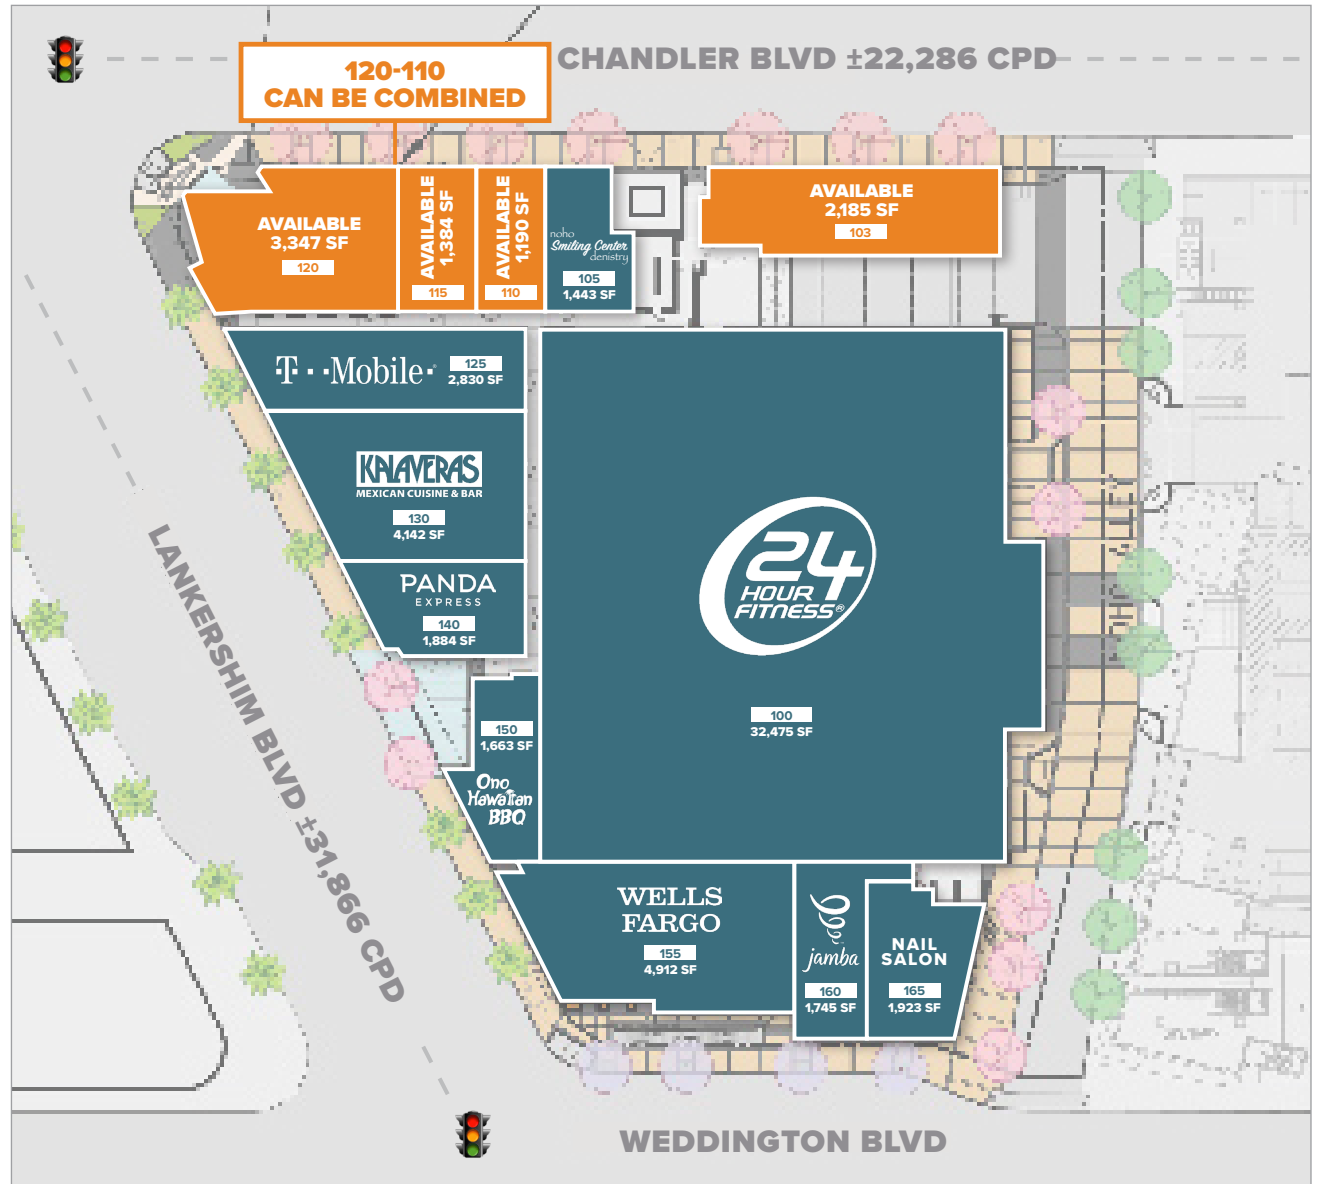 CHANDLER BLVD ±22,286 CPD
120-110
CAN BE COMBINED
AVAILABLE
3,347 SF
120
AVAILABLE
1,384 SF
115
AVAILABLE
1,190 SF
110
noho
Smiling Center
denistry
105
1,443 SF
AVAILABLE
2,185 SF
103
T··Mobile·®
125
2,830 SF
KALAVERAS
MEXICAN CUISINE & BAR
130
4,142 SF
PANDA
EXPRESS
140
1,884 SF
24
HOUR
FITNESS®
100
32,475 SF
150
1,663 SF
Ono
Hawaiian
BBQ
WELLS
FARGO
155
4,912 SF
jamba
160
1,745 SF
NAIL
SALON
165
1,923 SF
LANKERSHIM BLVD ±31,866 CPD
ALLEY
WEDDINGTON BLVD